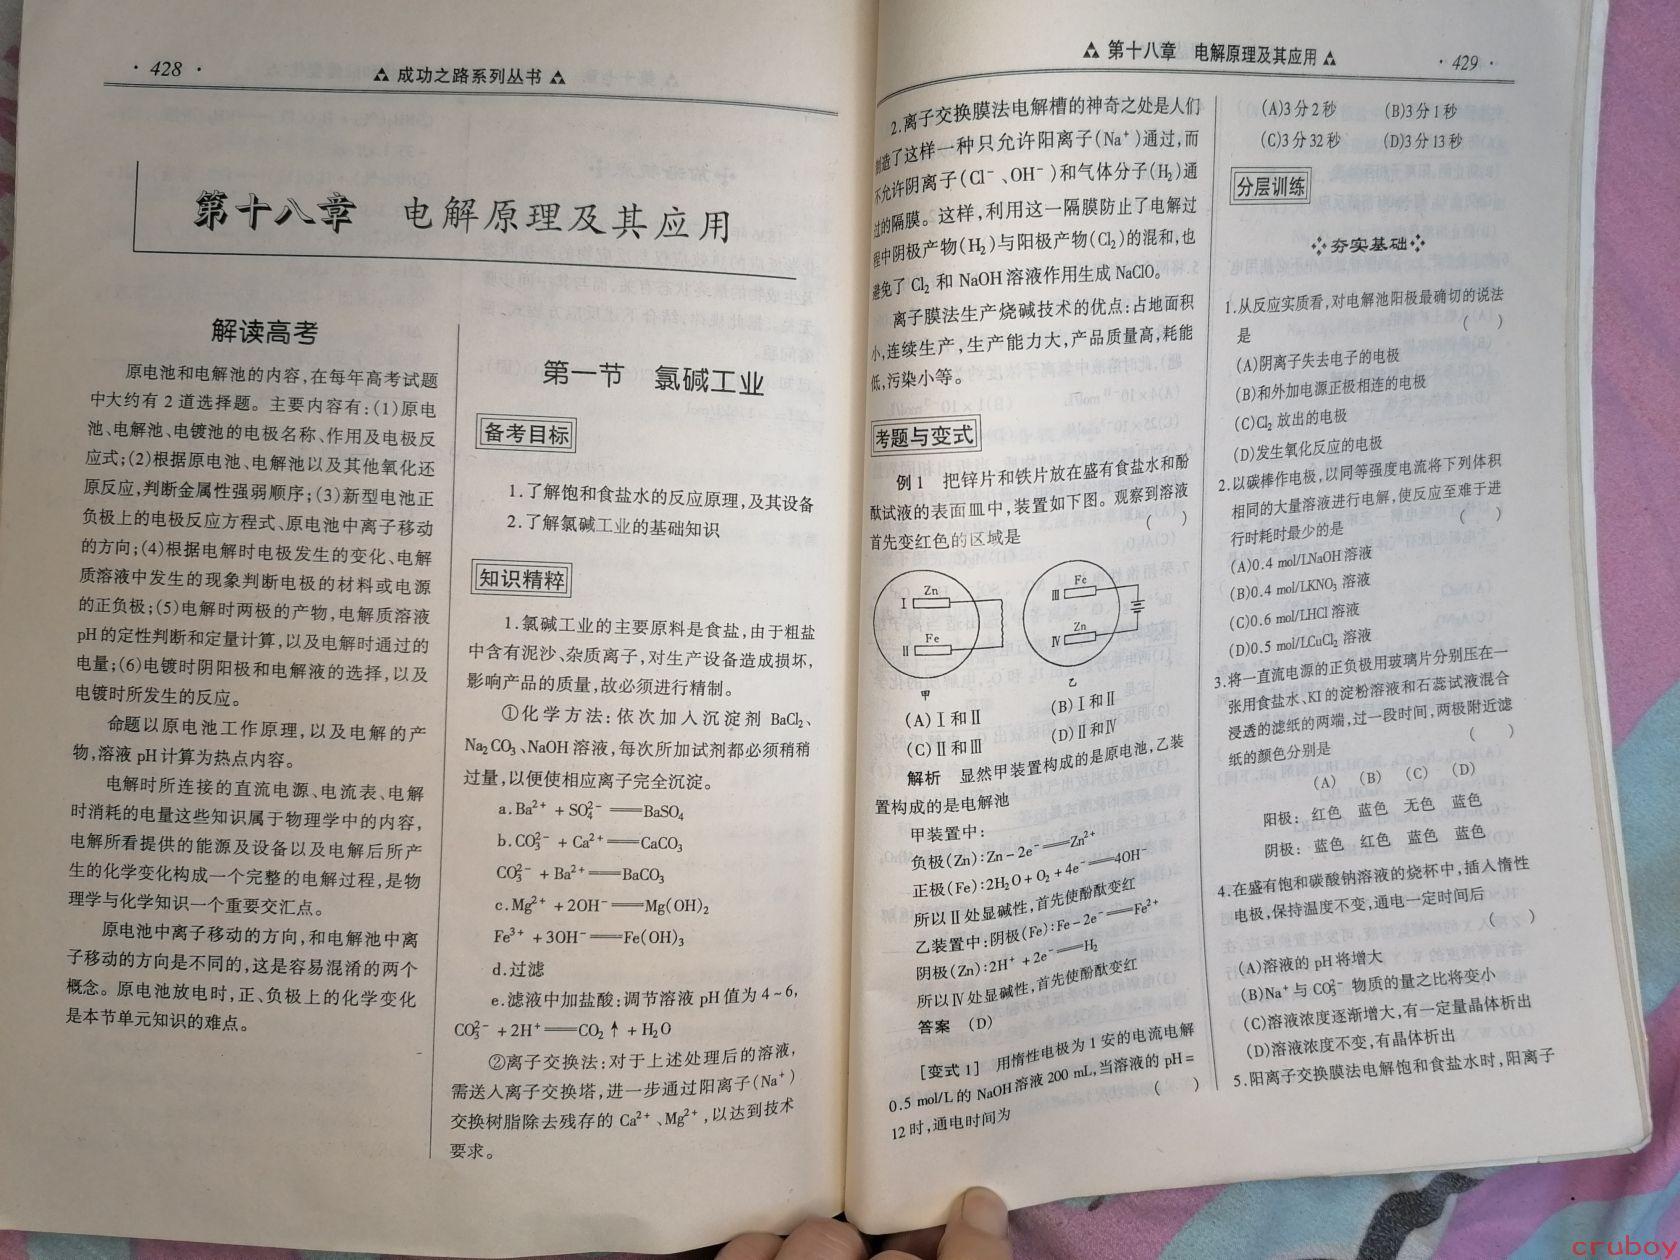 · 428 ·
成功之路系列丛书
第十八章 电解原理及其应用
解读高考
原电池和电解池的内容,在每年高考试题
中大约有 2 道选择题。主要内容有:(1)原电
池、电解池、电镀池的电极名称、作用及电极反
应式;(2)根据原电池、电解池以及其他氧化还
原反应,判断金属性强弱顺序;(3)新型电池正
负极上的电极反应方程式、原电池中离子移动
的方向;(4)根据电解时电极发生的变化、电解
质溶液中发生的现象判断电极的材料或电源
的正负极;(5)电解时两极的产物,电解质溶液
pH的定性判断和定量计算,以及电解时通过的
电量;(6)电镀时阴阳极和电解液的选择,以及
电镀时所发生的反应。
命题以原电池工作原理,以及电解的产
物,溶液 pH计算为热点内容。
电解时所连接的直流电源、电流表、电解
时消耗的电量这些知识属于物理学中的内容,
电解所看提供的能源及设备以及电解后所产
生的化学变化构成一个完整的电解过程,是物
理学与化学知识一个重要交汇点。
原电池中离子移动的方向,和电解池中离
子移动的方向是不同的,这是容易混淆的两个
概念。原电池放电时,正、负极上的化学变化
是本节单元知识的难点。
第一节 氯碱工业
备考目标
1.了解饱和食盐水的反应原理,及其设备
2.了解氯碱工业的基础知识
知识精粹
1.氯碱工业的主要原料是食盐,由于粗盐
中含有泥沙、杂质离子,对生产设备造成损坏,
影响产品的质量,故必须进行精制。
①化学方法:依次加入沉淀剂 BaCl₂、
Na₂CO₃、NaOH 溶液,每次所加试剂都必须稍稍
过量,以便使相应离子完全沉淀。
a.Ba²⁺ + SO₄²⁻ ══ BaSO₄
b.CO₃²⁻ + Ca²⁺ ══ CaCO₃
CO₃²⁻ + Ba²⁺ ══ BaCO₃
c.Mg²⁺ + 2OH⁻ ══ Mg(OH)₂
Fe³⁺ + 3OH⁻ ══ Fe(OH)₃
d.过滤
e.滤液中加盐酸:调节溶液 pH值为 4~6,
CO₃²⁻ + 2H⁺ ══ CO₂↑ + H₂O
②离子交换法:对于上述处理后的溶液,
需送入离子交换塔,进一步通过阳离子(Na⁺)
交换树脂除去残存的 Ca²⁺、Mg²⁺,以达到技术
要求。
第十八章 电解原理及其应用
· 429 ·
2.离子交换膜法电解槽的神奇之处是人们
创造了这样一种只允许阳离子(Na⁺)通过,而
不允许阴离子(Cl⁻、OH⁻)和气体分子(H₂)通
过的隔膜。这样,利用这一隔膜防止了电解过
程中阴极产物(H₂)与阳极产物(Cl₂)的混和,也
避免了 Cl₂ 和 NaOH 溶液作用生成 NaClO。
离子膜法生产烧碱技术的优点:占地面积
小,连续生产,生产能力大,产品质量高,耗能
低,污染小等。
考题与变式
例 1 把锌片和铁片放在盛有食盐水和酚
酞试液的表面皿中,装置如下图。观察到溶液
首先变红色的区域是 ( )
Zn
Ⅰ
Fe
Ⅱ
甲
Fe
Ⅲ
Zn
Ⅳ
乙
(A)Ⅰ和Ⅱ (B)Ⅰ和Ⅱ
(C)Ⅱ和Ⅲ (D)Ⅱ和Ⅳ
解析 显然甲装置构成的是原电池,乙装
置构成的是电解池
甲装置中:
负极(Zn):Zn-2e⁻ ══ Zn²⁺
正极(Fe):2H₂O + O₂ + 4e⁻ ══ 4OH⁻
所以Ⅱ处显碱性,首先使酚酞变红
乙装置中:阴极(Fe):Fe-2e⁻ ══ Fe²⁺
阴极(Zn):2H⁺ + 2e⁻ ══ H₂
所以Ⅳ处显碱性,首先使酚酞变红
答案 (D)
[变式 1] 用惰性电极为 1 安的电流电解
0.5 mol/L的 NaOH溶液 200 mL,当溶液的 pH=
12 时,通电时间为 ( )
(A)3分2秒 (B)3分1秒
(C)3分32秒 (D)3分13秒
分层训练
夯实基础
1.从反应实质看,对电解池阳极最确切的说法
是 ( )
(A)阴离子失去电子的电极
(B)和外加电源正极相连的电极
(C)Cl₂ 放出的电极
(D)发生氧化反应的电极
2.以碳棒作电极,以同等强度电流将下列体积
相同的大量溶液进行电解,使反应至难于进
行时耗时最少的是 ( )
(A)0.4 mol/LNaOH 溶液
(B)0.4 mol/LKNO₃ 溶液
(C)0.6 mol/LHCl 溶液
(D)0.5 mol/LCuCl₂ 溶液
3.将一直流电源的正负极用玻璃片分别压在一
张用食盐水、KI的淀粉溶液和石蕊试液混合
浸透的滤纸的两端,过一段时间,两极附近滤
纸的颜色分别是 ( )
(A) (B) (C) (D)
阳极: 红色 蓝色 无色 蓝色
阴极: 蓝色 红色 蓝色 蓝色
4.在盛有饱和碳酸钠溶液的烧杯中,插入惰性
电极,保持温度不变,通电一定时间后 ( )
(A)溶液的 pH将增大
(B)Na⁺与 CO₃²⁻ 物质的量之比将变小
(C)溶液浓度逐渐增大,有一定量晶体析出
(D)溶液浓度不变,有晶体析出
5.阳离子交换膜法电解饱和食盐水时,阳离子
cruboy